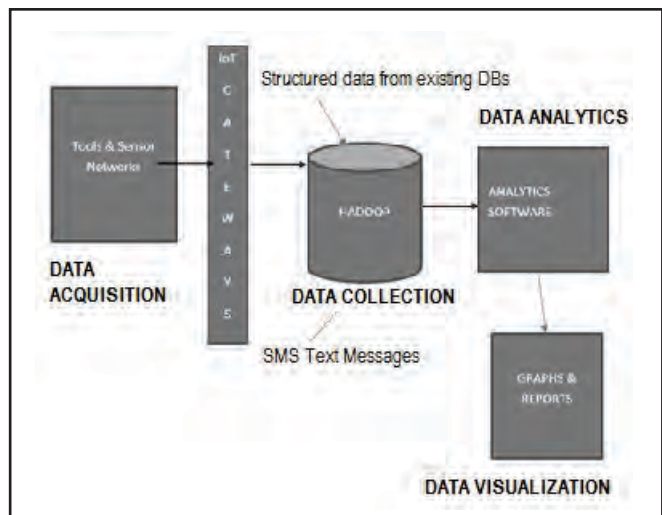 IoT
C
A
T
E
W
A
Y
S
Tools & Sensor
Networks
DATA
ACQUISITION
Structured data from existing DBs
HADOOP
DATA COLLECTION
SMS Text Messages
DATA ANALYTICS
ANALYTICS
SOFTWARE
GRAPHS &
REPORTS
DATA VISUALIZATION